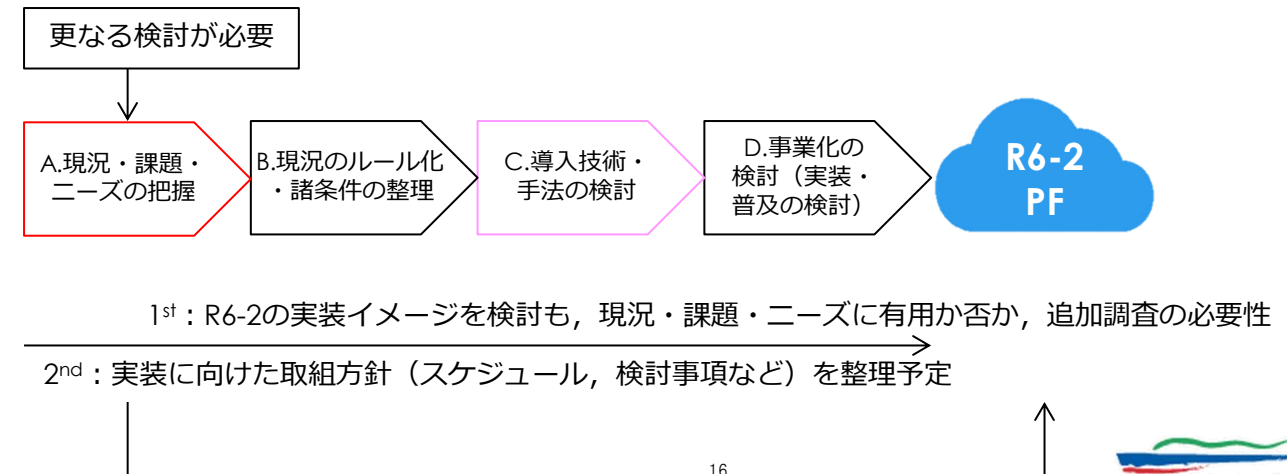 更なる検討が必要
A.現況・課題・
ニーズの把握
B.現況のルール化
・諸条件の整理
C.導入技術・
手法の検討
D.事業化の
検討（実装・
普及の検討）
R6-2
PF
1st：R6-2の実装イメージを検討も，現況・課題・ニーズに有用か否か，追加調査の必要性
2nd：実装に向けた取組方針（スケジュール，検討事項など）を整理予定
16